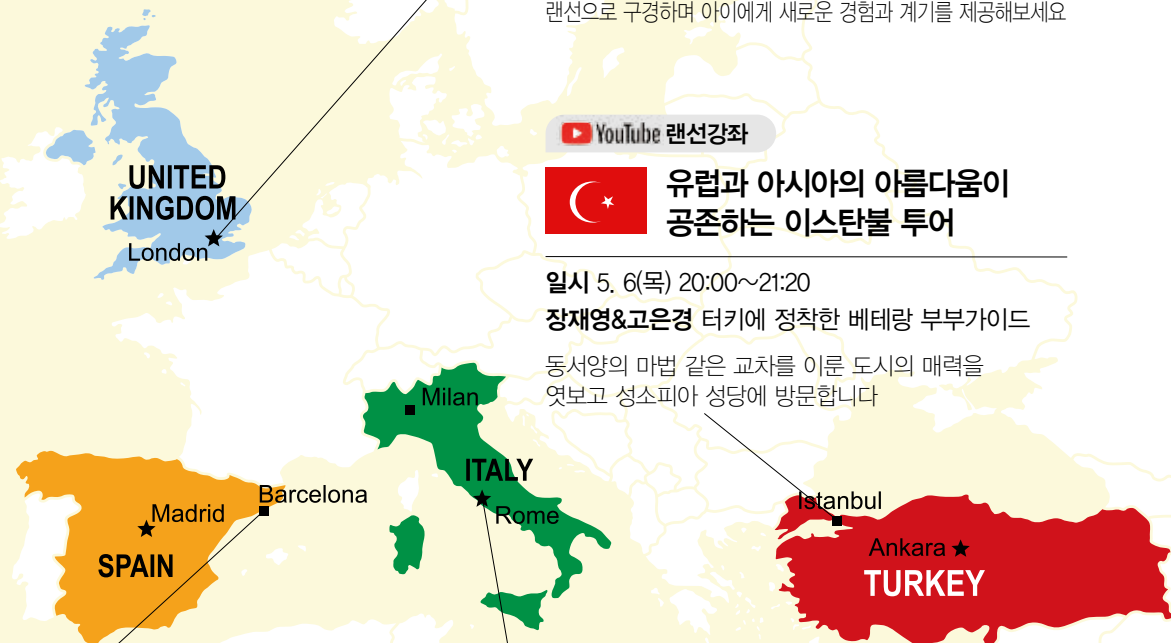 랜선으로 구경하며 아이에게 새로운 경험과 계기를 제공해보세요
YouTube 랜선강좌
유럽과 아시아의 아름다움이
공존하는 이스탄불 투어
일시 5. 6(목) 20:00~21:20
장재영&고은경 터키에 정착한 베테랑 부부가이드
동서양의 마법 같은 교차를 이룬 도시의 매력을
엿보고 성소피아 성당에 방문합니다
UNITED
KINGDOM
London
Milan
ITALY
Rome
Barcelona
Madrid
SPAIN
Istanbul
Ankara
TURKEY